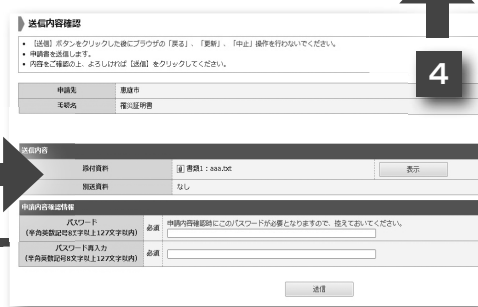 送信内容確認
• 【送信】ボタンをクリックした後にブラウザの「戻る」、「更新」、「中止」操作を行わないでください。
• 申請書を送信します。
• 内容をご確認の上、よろしければ【送信】をクリックしてください。
4
申請先 恵庭市
手続名 罹災証明書
送信内容
添付資料 書類1：aaa.txt 表示
別送資料 なし
申請内容確認情報
パスワード 必須 申請内容確認時にこのパスワードが必要となりますので、控えておいてください。
(半角英数記号8文字以上127文字以内)
パスワード再入力 必須
(半角英数記号8文字以上127文字以内)
送信